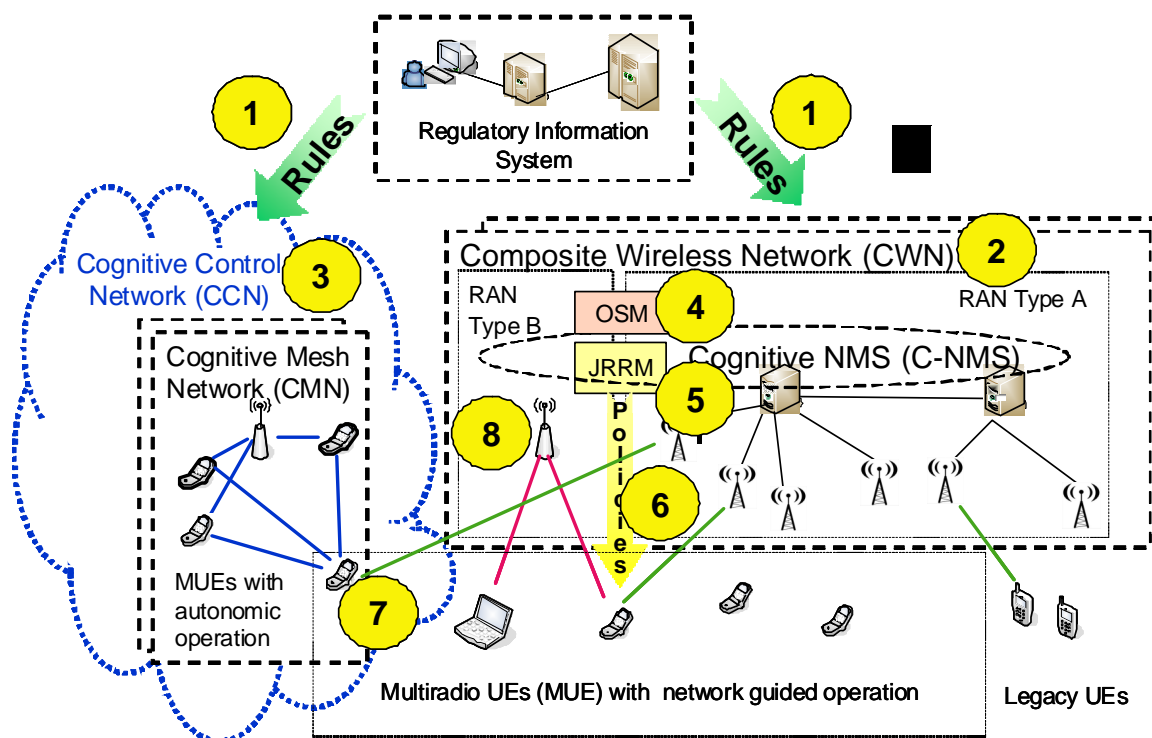 1
Rules
Regulatory Information
System
Rules
1
Cognitive Control
Network (CCN)
3
Composite Wireless Network (CWN)
2
RAN
Type B
RAN Type A
OSM
4
Cognitive NMS (C-NMS)
JRRM
5
Cognitive Mesh
Network (CMN)
8
Policies
6
MUEs with
autonomic
operation
7
Multiradio UEs (MUE) with network guided operation
Legacy UEs